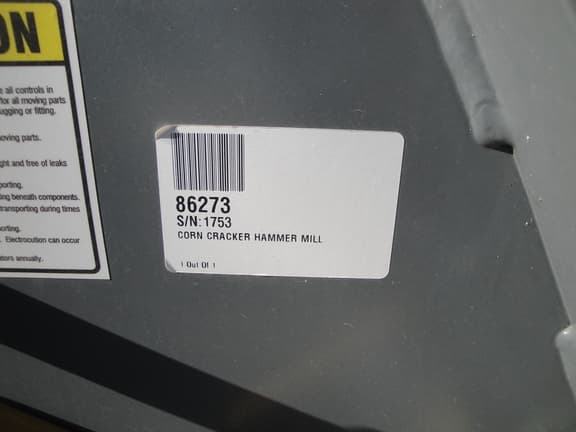 ON
e all controls in
for all moving parts
ugging or fitting.
oving parts.
ght and free of leaks
porting.
ing beneath components.
transporting during times
orting.
. Electrocution can occur
tors annually.
86273
S/N: 1753
CORN CRACKER HAMMER MILL
1 Out Of 1